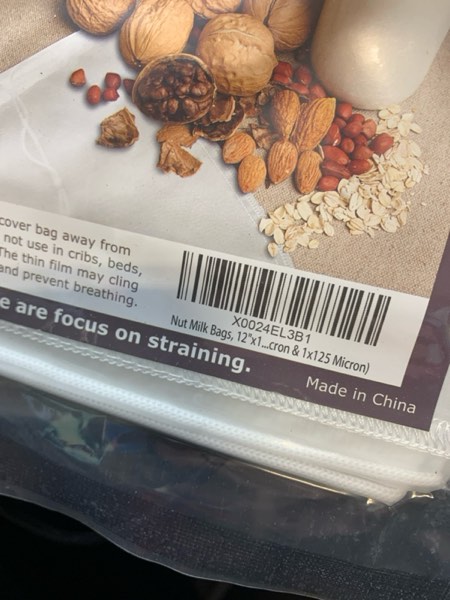 cover bag away from
not use in cribs, beds,
The thin film may cling
and prevent breathing.
X0024EL3B1
Nut Milk Bags, 12"x1...cron & 1x125 Micron)
e are focus on straining.
Made in China